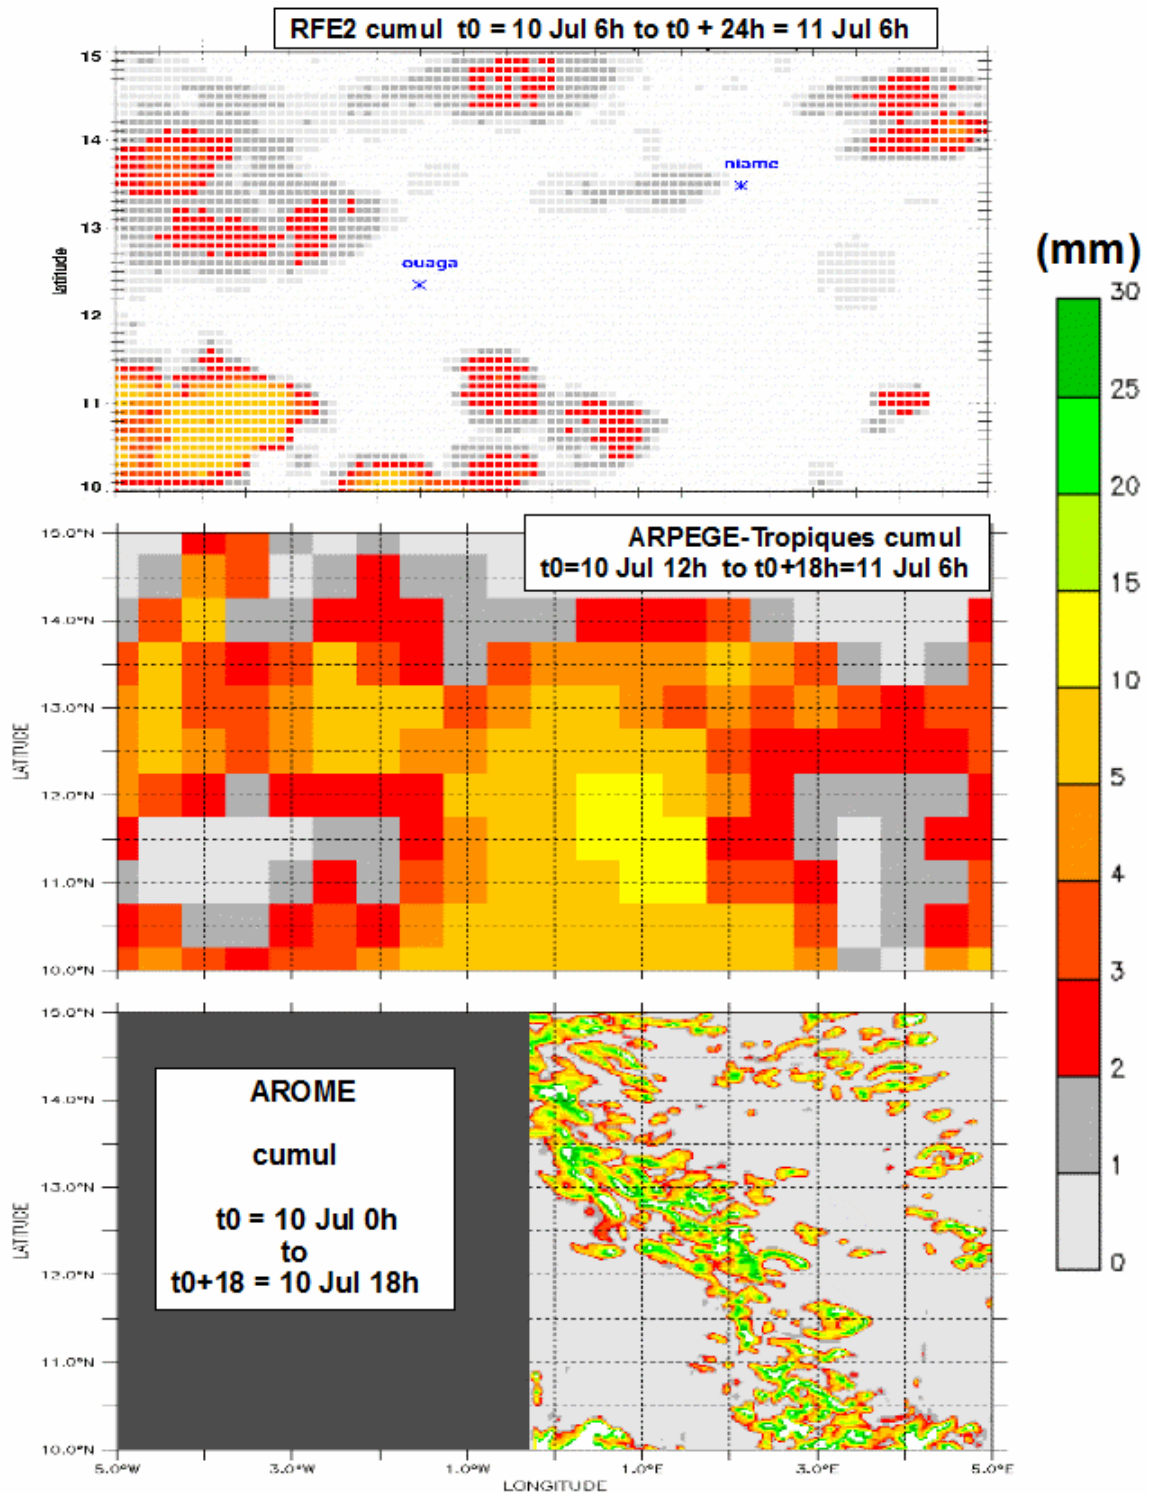 RFE2 cumul t0 = 10 Jul 6h to t0 + 24h = 11 Jul 6h
15
14
13
12
11
10
latitude
niame
ouaga
(mm)
30
25
20
15
10
5
4
3
2
1
0
ARPEGE-Tropiques cumul
t0=10 Jul 12h to t0+18h=11 Jul 6h
15.0°N
14.0°N
13.0°N
12.0°N
11.0°N
10.0°N
LATITUDE
AROME
cumul
t0 = 10 Jul 0h
to
t0+18 = 10 Jul 18h
15.0°N
14.0°N
13.0°N
12.0°N
11.0°N
10.0°N
LATITUDE
5.0°W 3.0°W 1.0°W 1.0°E 3.0°E 5.0°E
LONGITUDE